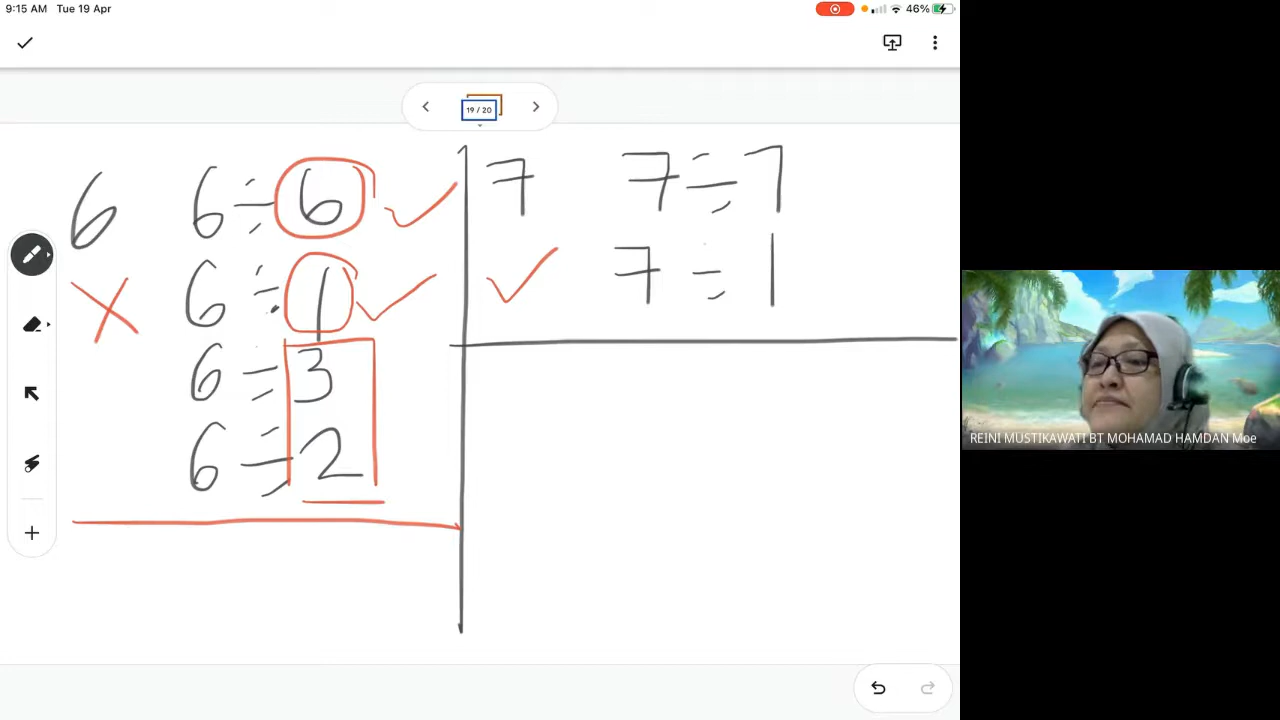 9:15 AM Tue 19 Apr
46%
19 / 20
6 6 ÷ 6
6 ÷ 1
6 ÷ 3
6 ÷ 2
7 7 ÷ 7
7 ÷ 1
REINI MUSTIKAWATI BT MOHAMAD HAMDAN Moe